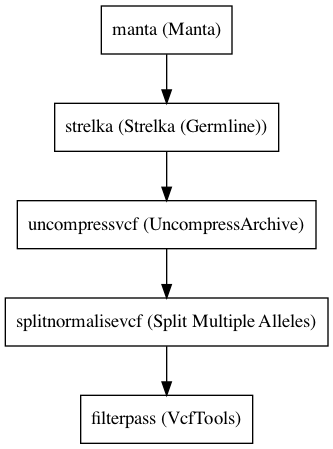 manta (Manta)
strelka (Strelka (Germline))
uncompressvcf (UncompressArchive)
splitnormalisevcf (Split Multiple Alleles)
filterpass (VcfTools)